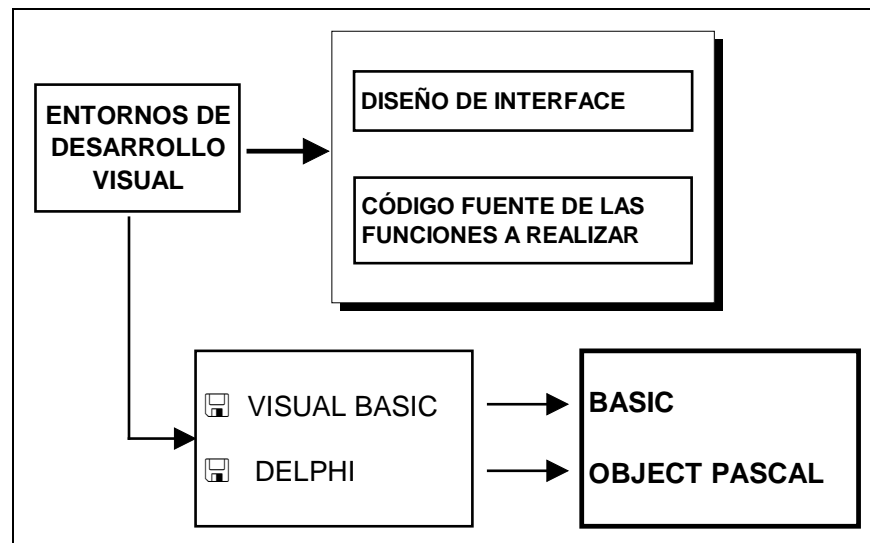 ENTORNOS DE
DESARROLLO
VISUAL
DISEÑO DE INTERFACE
CÓDIGO FUENTE DE LAS
FUNCIONES A REALIZAR
VISUAL BASIC
BASIC
DELPHI
OBJECT PASCAL